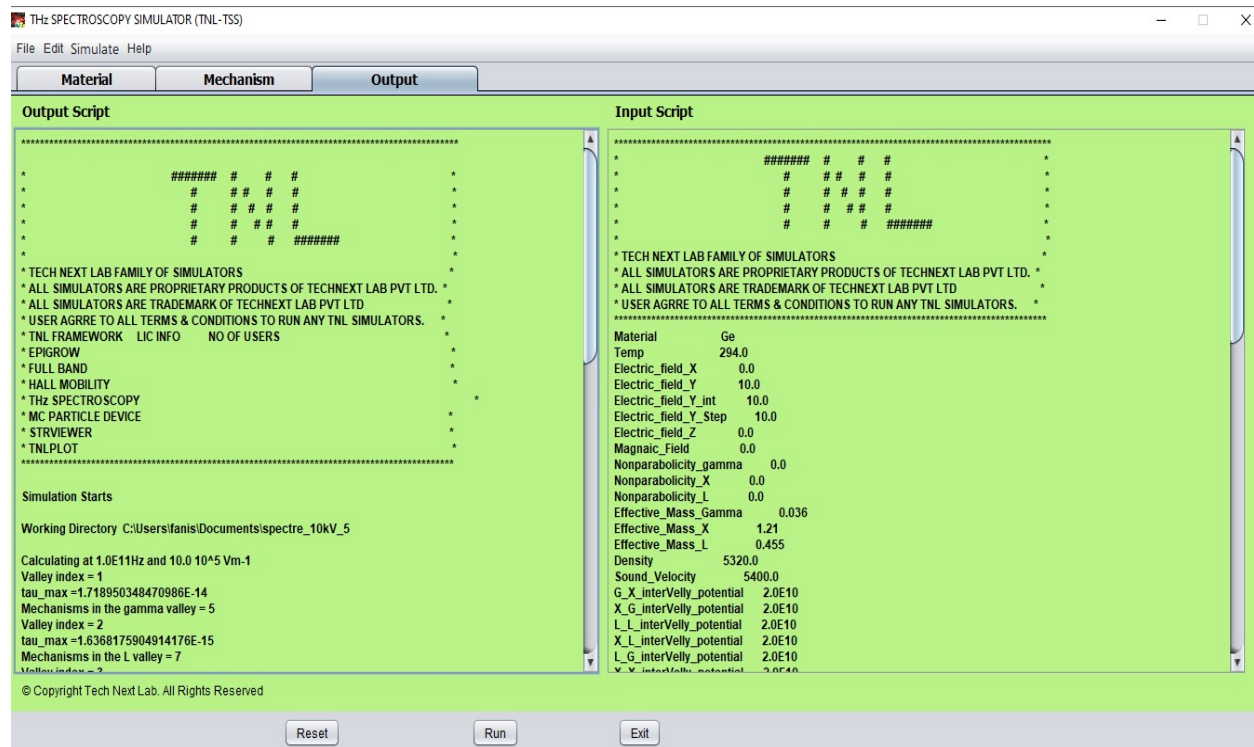 THz SPECTROSCOPY SIMULATOR (TNL-TSS)
File Edit Simulate Help
Material Mechanism Output
Output Script
*******************************************************************************************
* ####### # # # *
* # # # # # *
* # # # # # *
* # # # # # *
* # # # ####### *
* *
* TECH NEXT LAB FAMILY OF SIMULATORS *
* ALL SIMULATORS ARE PROPRIETARY PRODUCTS OF TECHNEXT LAB PVT LTD. *
* ALL SIMULATORS ARE TRADEMARK OF TECHNEXT LAB PVT LTD *
* USER AGRRE TO ALL TERMS & CONDITIONS TO RUN ANY TNL SIMULATORS. *
* TNL FRAMEWORK LIC INFO NO OF USERS *
* EPIGROW *
* FULL BAND *
* HALL MOBILITY *
* THz SPECTROSCOPY *
* MC PARTICLE DEVICE *
* STRVIEWER *
* TNLPLOT *
*******************************************************************************************
Simulation Starts
Working Directory C:\Users\fanis\Documents\spectre_10kV_5
Calculating at 1.0E11Hz and 10.0 10^5 Vm-1
Valley index = 1
tau_max =1.718950348470986E-14
Mechanisms in the gamma valley = 5
Valley index = 2
tau_max =1.6368175904914176E-15
Mechanisms in the L valley = 7
Valley index = 3
Input Script
*******************************************************************************************
* ####### # # # *
* # # # # # *
* # # # # # *
* # # # # # *
* # # # ####### *
* *
* TECH NEXT LAB FAMILY OF SIMULATORS *
* ALL SIMULATORS ARE PROPRIETARY PRODUCTS OF TECHNEXT LAB PVT LTD. *
* ALL SIMULATORS ARE TRADEMARK OF TECHNEXT LAB PVT LTD *
* USER AGRRE TO ALL TERMS & CONDITIONS TO RUN ANY TNL SIMULATORS. *
*******************************************************************************************
Material Ge
Temp 294.0
Electric_field_X 0.0
Electric_field_Y 10.0
Electric_field_Y_int 10.0
Electric_field_Y_Step 10.0
Electric_field_Z 0.0
Magnaic_Field 0.0
Nonparabolicity_gamma 0.0
Nonparabolicity_X 0.0
Nonparabolicity_L 0.0
Effective_Mass_Gamma 0.036
Effective_Mass_X 1.21
Effective_Mass_L 0.455
Density 5320.0
Sound_Velocity 5400.0
G_X_interVelly_potential 2.0E10
X_G_interVelly_potential 2.0E10
L_L_interVelly_potential 2.0E10
X_L_interVelly_potential 2.0E10
L_G_interVelly_potential 2.0E10
X_X_interVelly_potential 2.0E10
© Copyright Tech Next Lab. All Rights Reserved
Reset Run Exit